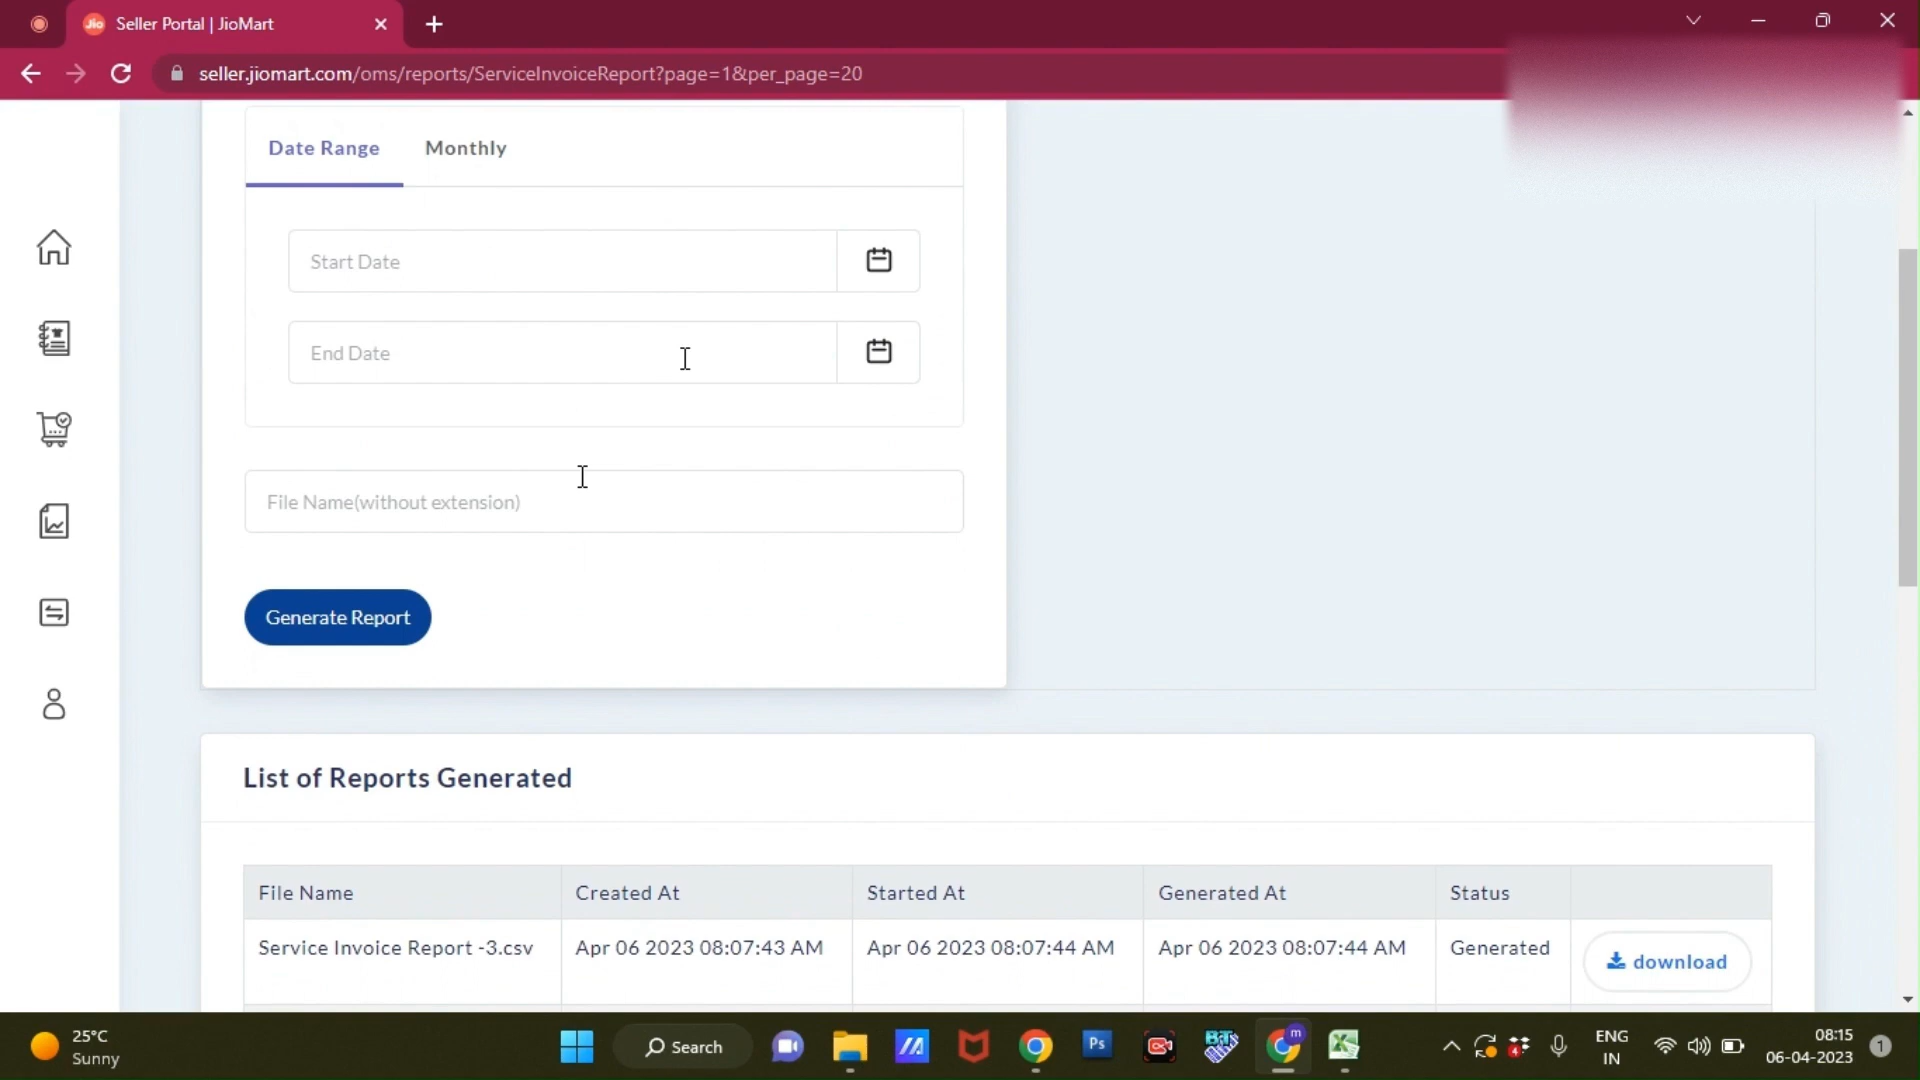 Seller Portal | JioMart
seller.jiomart.com/oms/reports/ServiceInvoiceReport?page=1&per_page=20
Date Range Monthly
Start Date
End Date
File Name(without extension)
Generate Report
List of Reports Generated
File Name Created At Started At Generated At Status
Service Invoice Report -3.csv Apr 06 2023 08:07:43 AM Apr 06 2023 08:07:44 AM Apr 06 2023 08:07:44 AM Generated download
25°C
Sunny
Search
Ps
m
4
ENG
IN
08:15
06-04-2023
1